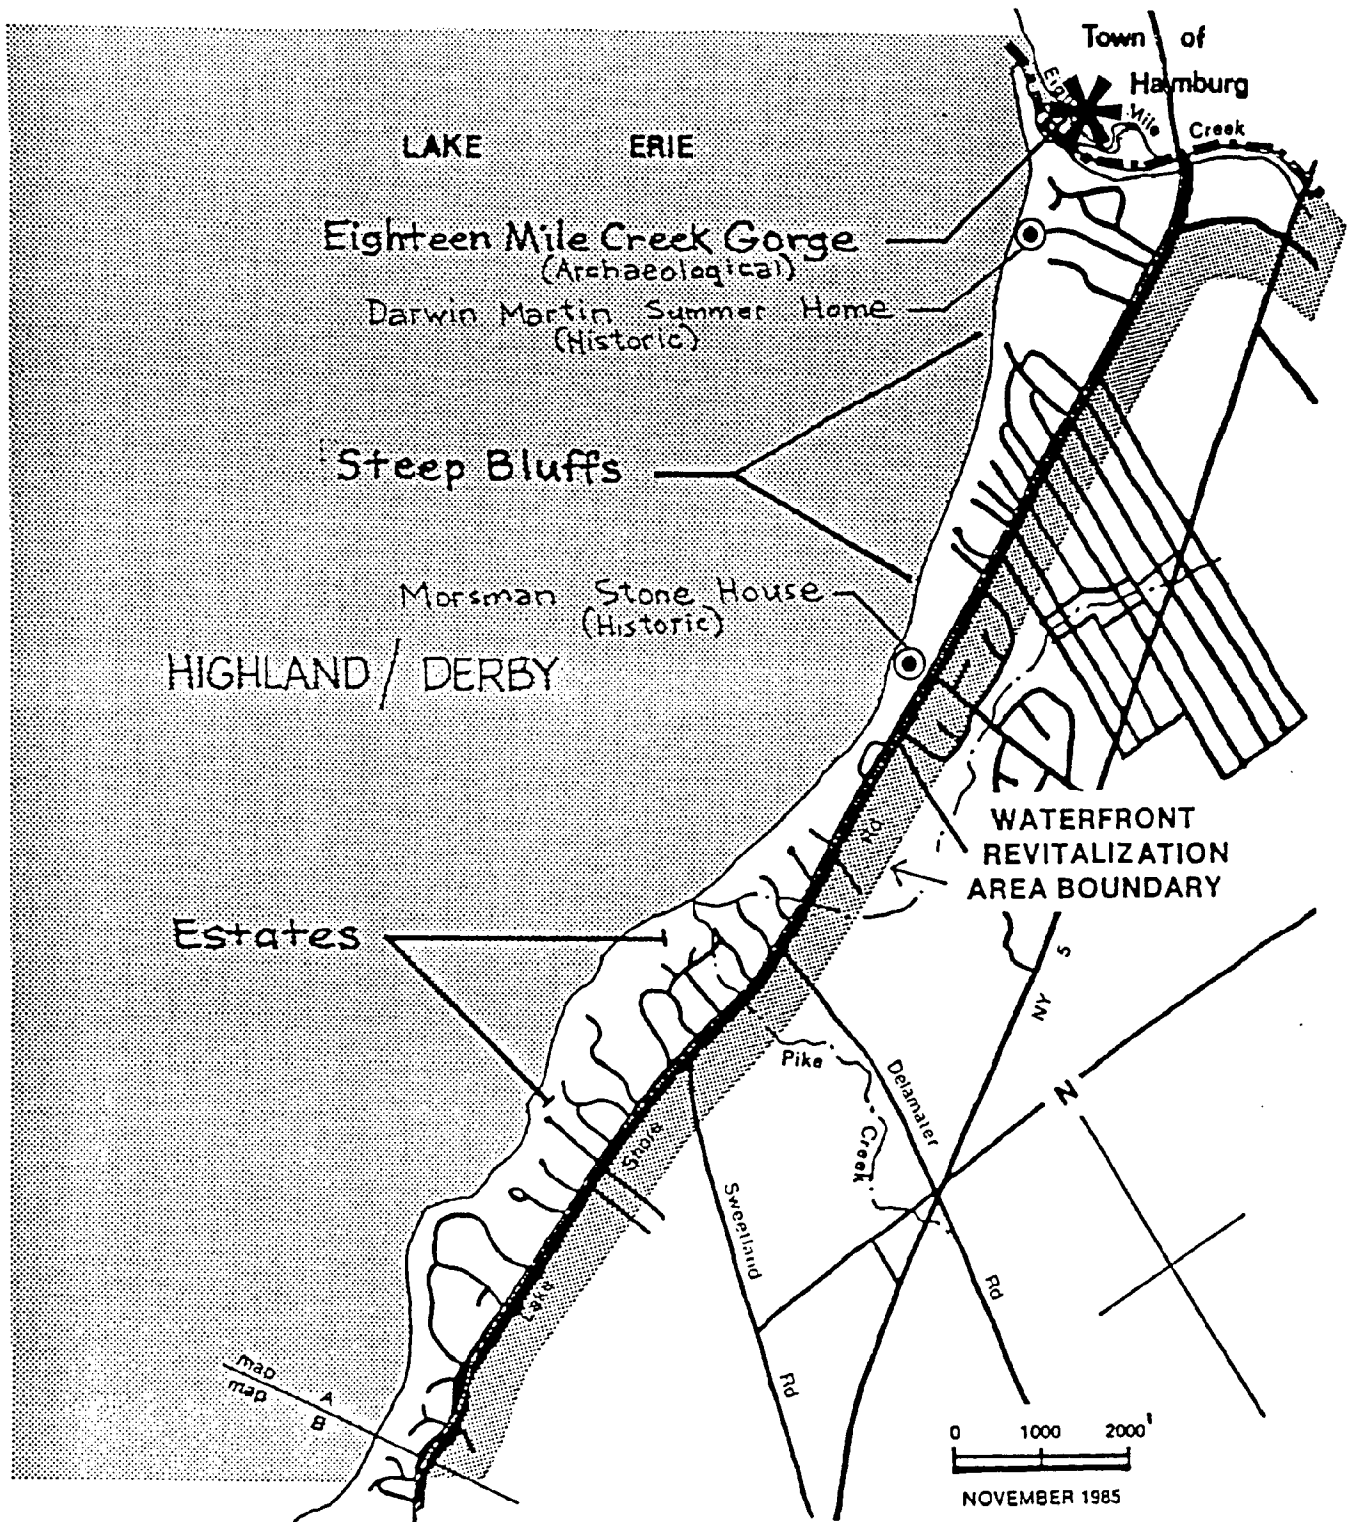 Town of
Hamburg
Mile
Creek
LAKE ERIE
Eighteen Mile Creek Gorge
(Archaeological)
Darwin Martin Summer Home
(Historic)
Steep Bluffs
Morsman Stone House
(Historic)
HIGHLAND / DERBY
WATERFRONT
REVITALIZATION
AREA BOUNDARY
Rd
Estates
NY 5
N
Pike
Creek
Delamater
Rd
Shore
Sweetland
Rd
Lake
map A
map B
0 1000 2000'
NOVEMBER 1985